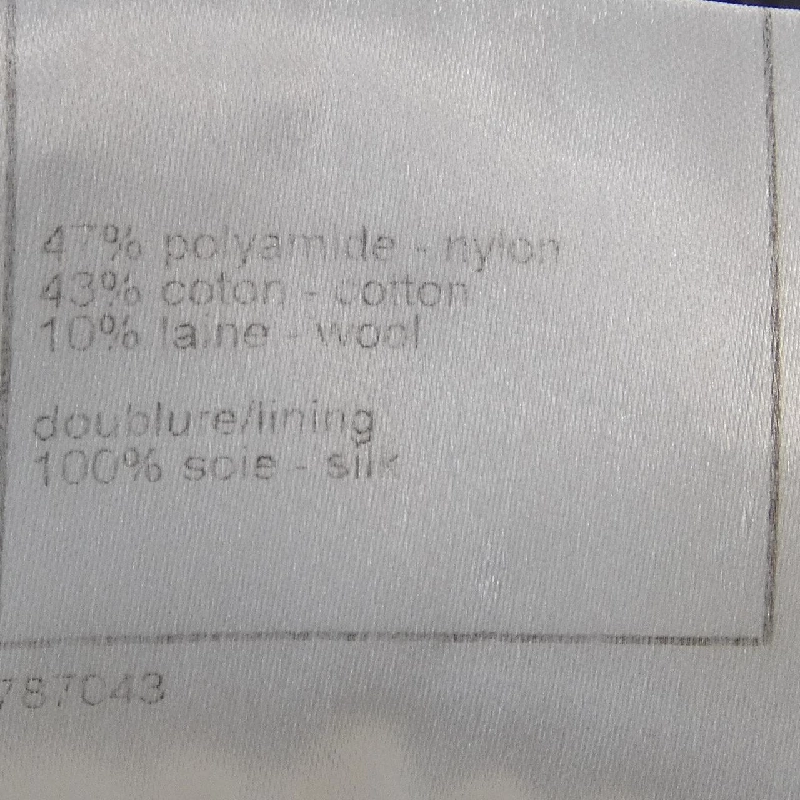 47% polyamide - nylon
43% coton - cotton
10% laine - wool
doublure/lining
100% soie - silk
787043